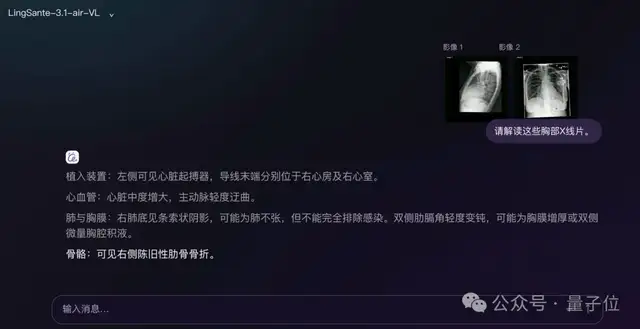 LingSante-3.1-air-VL
影像 1 影像 2
请解读这些胸部X线片。
植入装置：左侧可见心脏起搏器，导线末端分别位于右心房及右心室。
心血管：心脏中度增大，主动脉轻度迂曲。
肺与胸膜：右肺底见条索状阴影，可能为肺不张，但不能完全排除感染。双侧肋膈角轻度变钝，可能为胸膜增厚或双侧
微量胸腔积液。
骨骼：可见右侧陈旧性肋骨骨折。
输入消息...
公众号 · 量子位